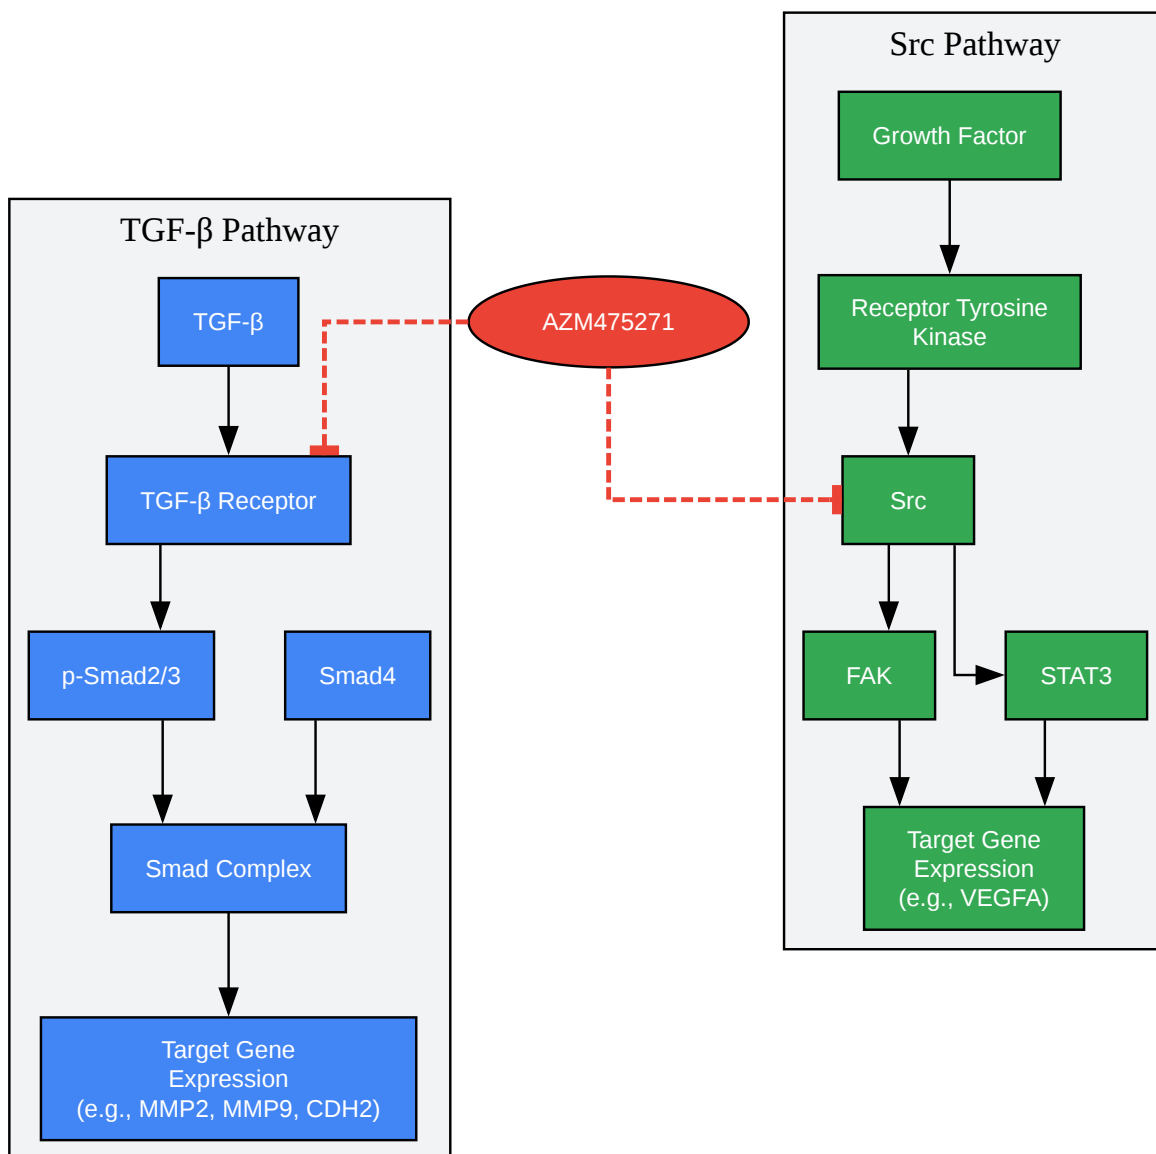 Src Pathway
Growth Factor
Receptor Tyrosine
Kinase
Src
FAK
STAT3
Target Gene
Expression
(e.g., VEGFA)
TGF-β Pathway
TGF-β
AZM475271
TGF-β Receptor
p-Smad2/3
Smad4
Smad Complex
Target Gene
Expression
(e.g., MMP2, MMP9, CDH2)